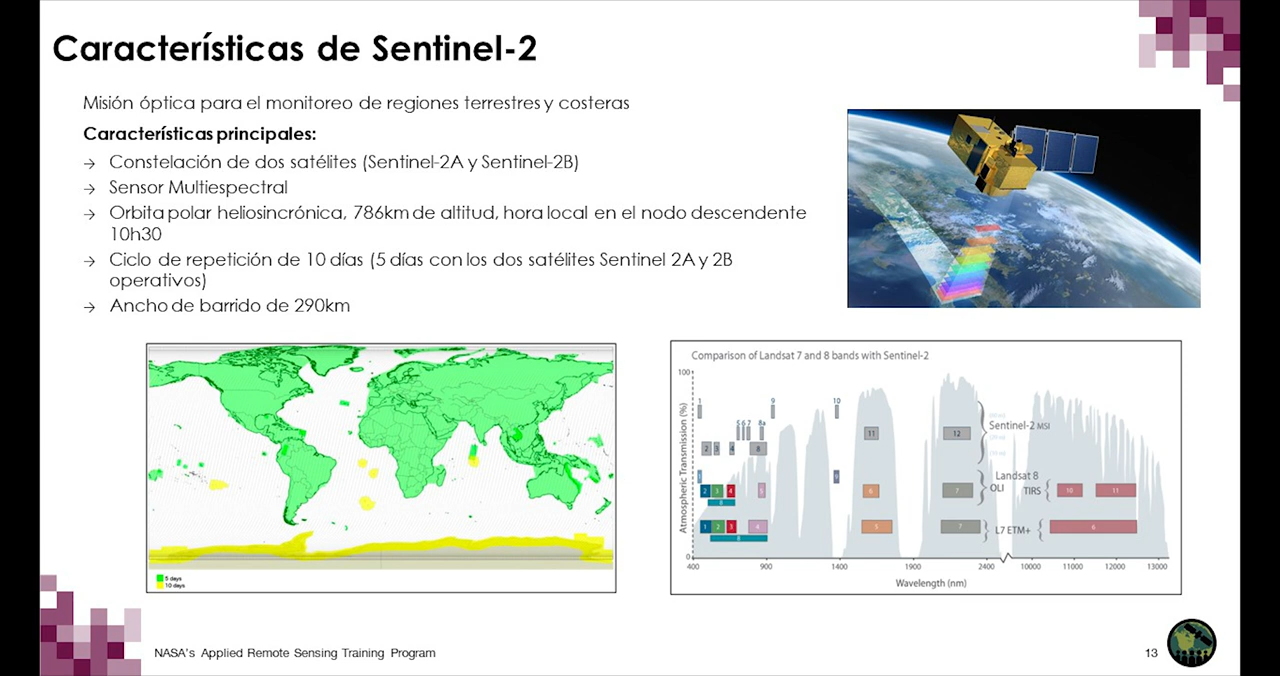 Características de Sentinel-2
Misión óptica para el monitoreo de regiones terrestres y costeras
Características principales:
→ Constelación de dos satélites (Sentinel-2A y Sentinel-2B)
→ Sensor Multiespectral
→ Orbita polar heliosincrónica, 786km de altitud, hora local en el nodo descendente
10h30
→ Ciclo de repetición de 10 días (5 días con los dos satélites Sentinel 2A y 2B
operativos)
→ Ancho de barrido de 290km
5 days
10 days
Comparison of Landsat 7 and 8 bands with Sentinel-2
Atmospheric Transmission (%)
100
0
1 9 10
5 6 7 8a
2 3 4 8 11 12
Sentinel-2 MSI
1 9
2 3 4 5 6 7
8
Landsat 8
OLI
TIRS
10 11
1 2 3 4 5 7
8
L7 ETM+
6
400 900 1400 1900 2400 10000 11000 12000 13000
Wavelength (nm)
NASA's Applied Remote Sensing Training Program
13